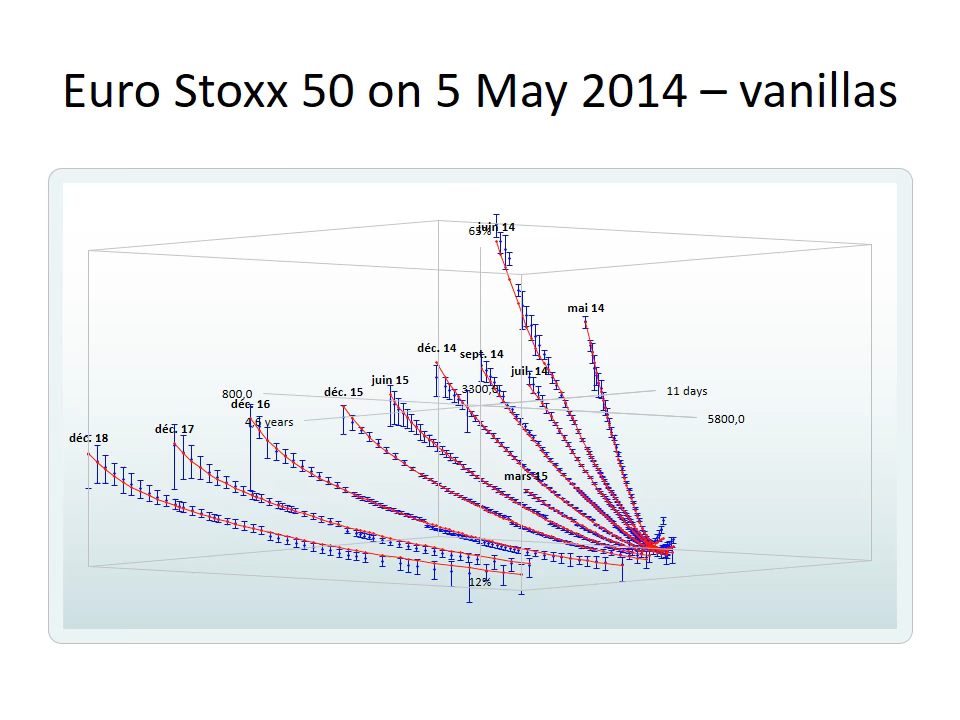 Euro Stoxx 50 on 5 May 2014 – vanillas
juin 14
65%
mai 14
déc. 14
sept. 14
juil. 14
juin 15
déc. 15
3300,0
11 days
800,0
déc. 16
5800,0
4,6 years
déc. 17
déc. 18
mars 15
12%